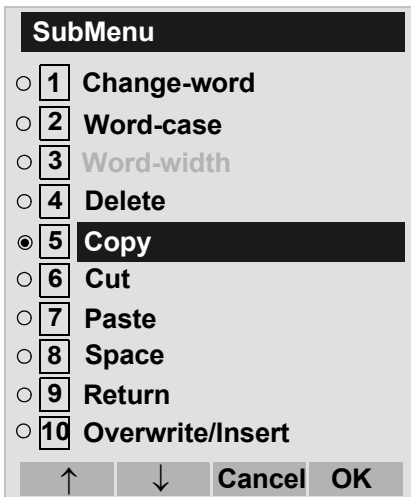 SubMenu
1 Change-word
2 Word-case
3 Word-width
4 Delete
5 Copy
6 Cut
7 Paste
8 Space
9 Return
10 Overwrite/Insert
↑ ↓ Cancel OK